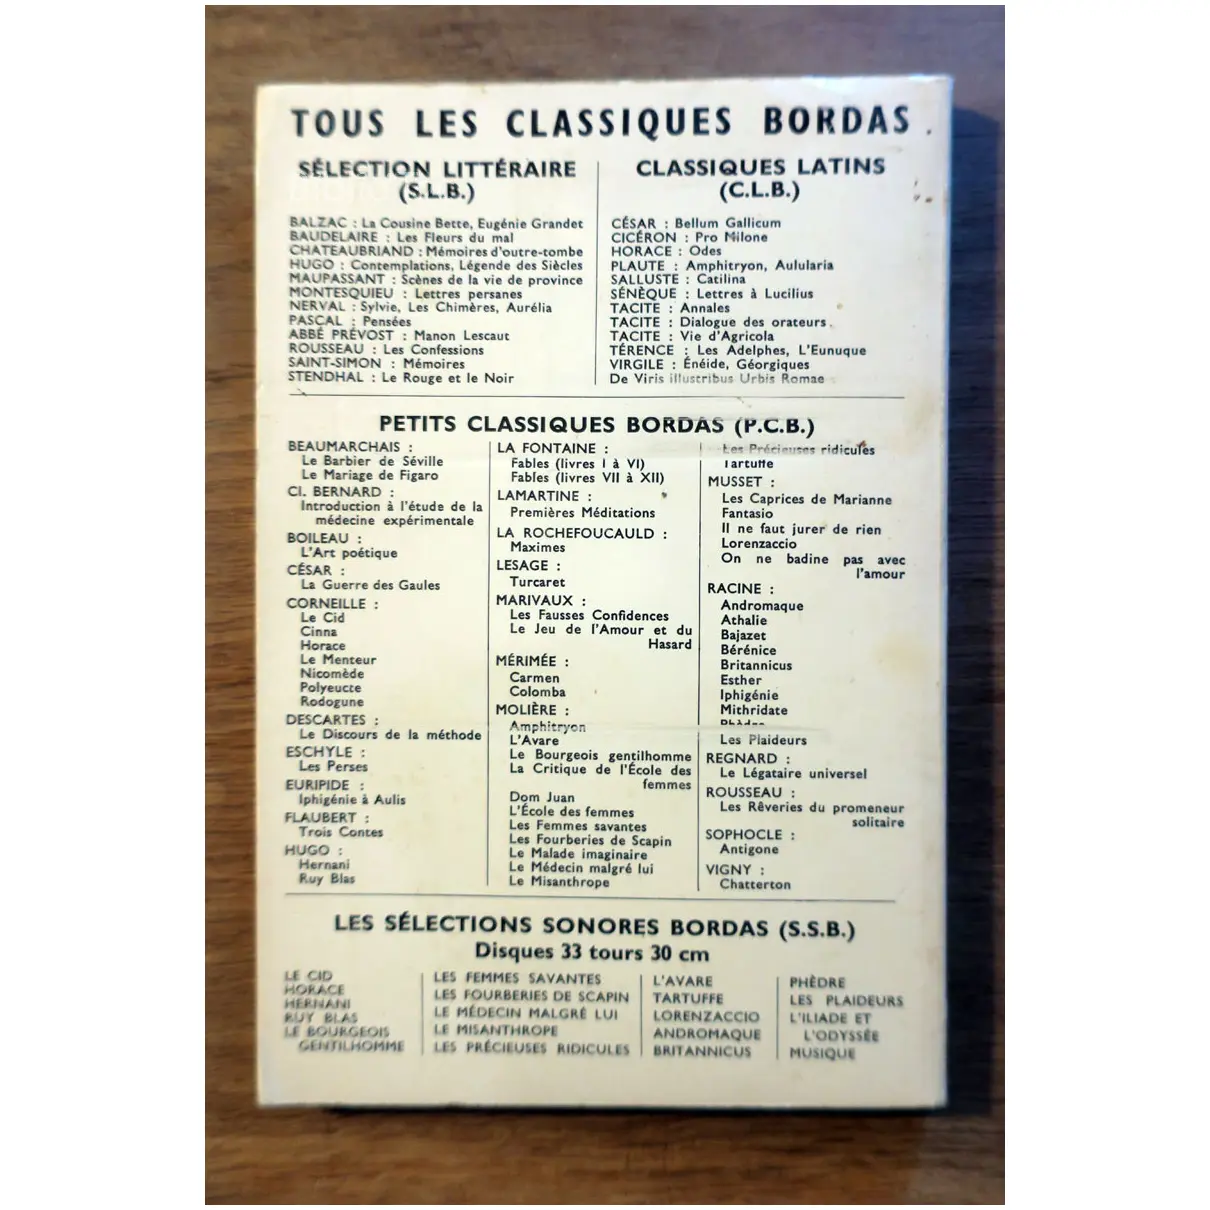 TOUS LES CLASSIQUES BORDAS
SÉLECTION LITTÉRAIRE
(S.L.B.)
BALZAC : La Cousine Bette, Eugénie Grandet
BAUDELAIRE : Les Fleurs du mal
CHATEAUBRIAND : Mémoires d'outre-tombe
HUGO : Contemplations, Légende des Siècles
MAUPASSANT : Scènes de la vie de province
MONTESQUIEU : Lettres persanes
NERVAL : Sylvie, Les Chimères, Aurélia
PASCAL : Pensées
ABBÉ PRÉVOST : Manon Lescaut
ROUSSEAU : Les Confessions
SAINT-SIMON : Mémoires
STENDHAL : Le Rouge et le Noir
CLASSIQUES LATINS
(C.L.B.)
CÉSAR : Bellum Gallicum
CICÉRON : Pro Milone
HORACE : Odes
PLAUTE : Amphitryon, Aulularia
SALLUSTE : Catilina
SÉNÈQUE : Lettres à Lucilius
TACITE : Annales
TACITE : Dialogue des orateurs
TACITE : Vie d'Agricola
TÉRENCE : Les Adelphes, L'Eunuque
VIRGILE : Énéide, Géorgiques
De Viris illustribus Urbis Romae
PETITS CLASSIQUES BORDAS (P.C.B.)
BEAUMARCHAIS :
Le Barbier de Séville
Le Mariage de Figaro
Cl. BERNARD :
Introduction à l'étude de la
médecine expérimentale
BOILEAU :
L'Art poétique
CÉSAR :
La Guerre des Gaules
CORNEILLE :
Le Cid
Cinna
Horace
Le Menteur
Nicomède
Polyeucte
Rodogune
DESCARTES :
Le Discours de la méthode
ESCHYLE :
Les Perses
EURIPIDE :
Iphigénie à Aulis
FLAUBERT :
Trois Contes
HUGO :
Hernani
Ruy Blas
LA FONTAINE :
Fables (livres I à VI)
Fables (livres VII à XII)
LAMARTINE :
Premières Méditations
LA ROCHEFOUCAULD :
Maximes
LESAGE :
Turcaret
MARIVAUX :
Les Fausses Confidences
Le Jeu de l'Amour et du
Hasard
MÉRIMÉE :
Carmen
Colomba
MOLIÈRE :
Amphitryon
L'Avare
Le Bourgeois gentilhomme
La Critique de l'École des
femmes
Dom Juan
L'École des femmes
Les Femmes savantes
Les Fourberies de Scapin
Le Malade imaginaire
Le Médecin malgré lui
Le Misanthrope
Les Précieuses ridicules
Tartuffe
MUSSET :
Les Caprices de Marianne
Fantasio
Il ne faut jurer de rien
Lorenzaccio
On ne badine pas avec
l'amour
RACINE :
Andromaque
Athalie
Bajazet
Bérénice
Britannicus
Esther
Iphigénie
Mithridate
Phèdre
Les Plaideurs
REGNARD :
Le Légataire universel
ROUSSEAU :
Les Rêveries du promeneur
solitaire
SOPHOCLE :
Antigone
VIGNY :
Chatterton
LES SÉLECTIONS SONORES BORDAS (S.S.B.)
Disques 33 tours 30 cm
LE CID
HORACE
HERNANI
RUY BLAS
LE BOURGEOIS
GENTILHOMME
LES FEMMES SAVANTES
LES FOURBERIES DE SCAPIN
LE MÉDECIN MALGRÉ LUI
LE MISANTHROPE
LES PRÉCIEUSES RIDICULES
L'AVARE
TARTUFFE
LORENZACCIO
ANDROMAQUE
BRITANNICUS
PHÈDRE
LES PLAIDEURS
L'ILIADE ET
L'ODYSSÉE
MUSIQUE